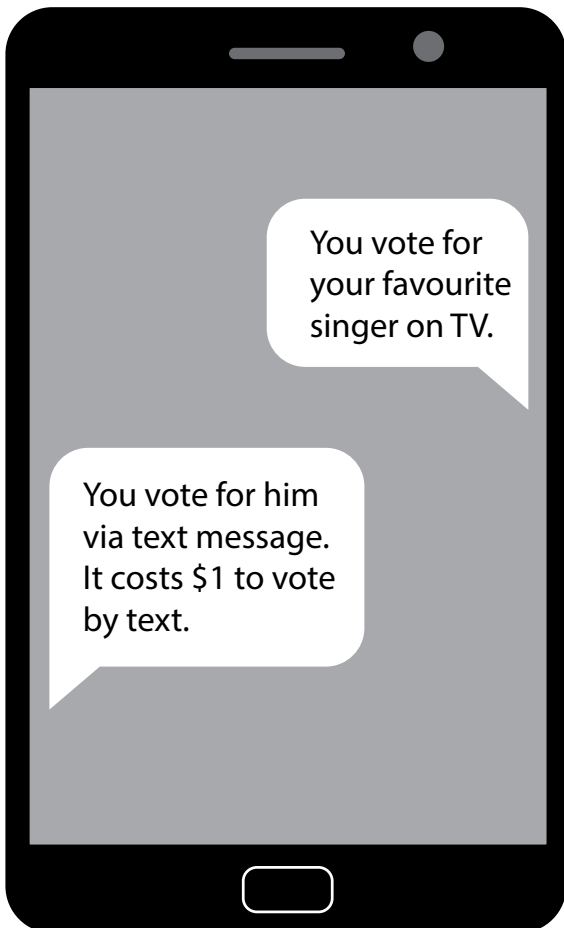 You vote for
your favourite
singer on TV.
You vote for him
via text message.
It costs $1 to vote
by text.